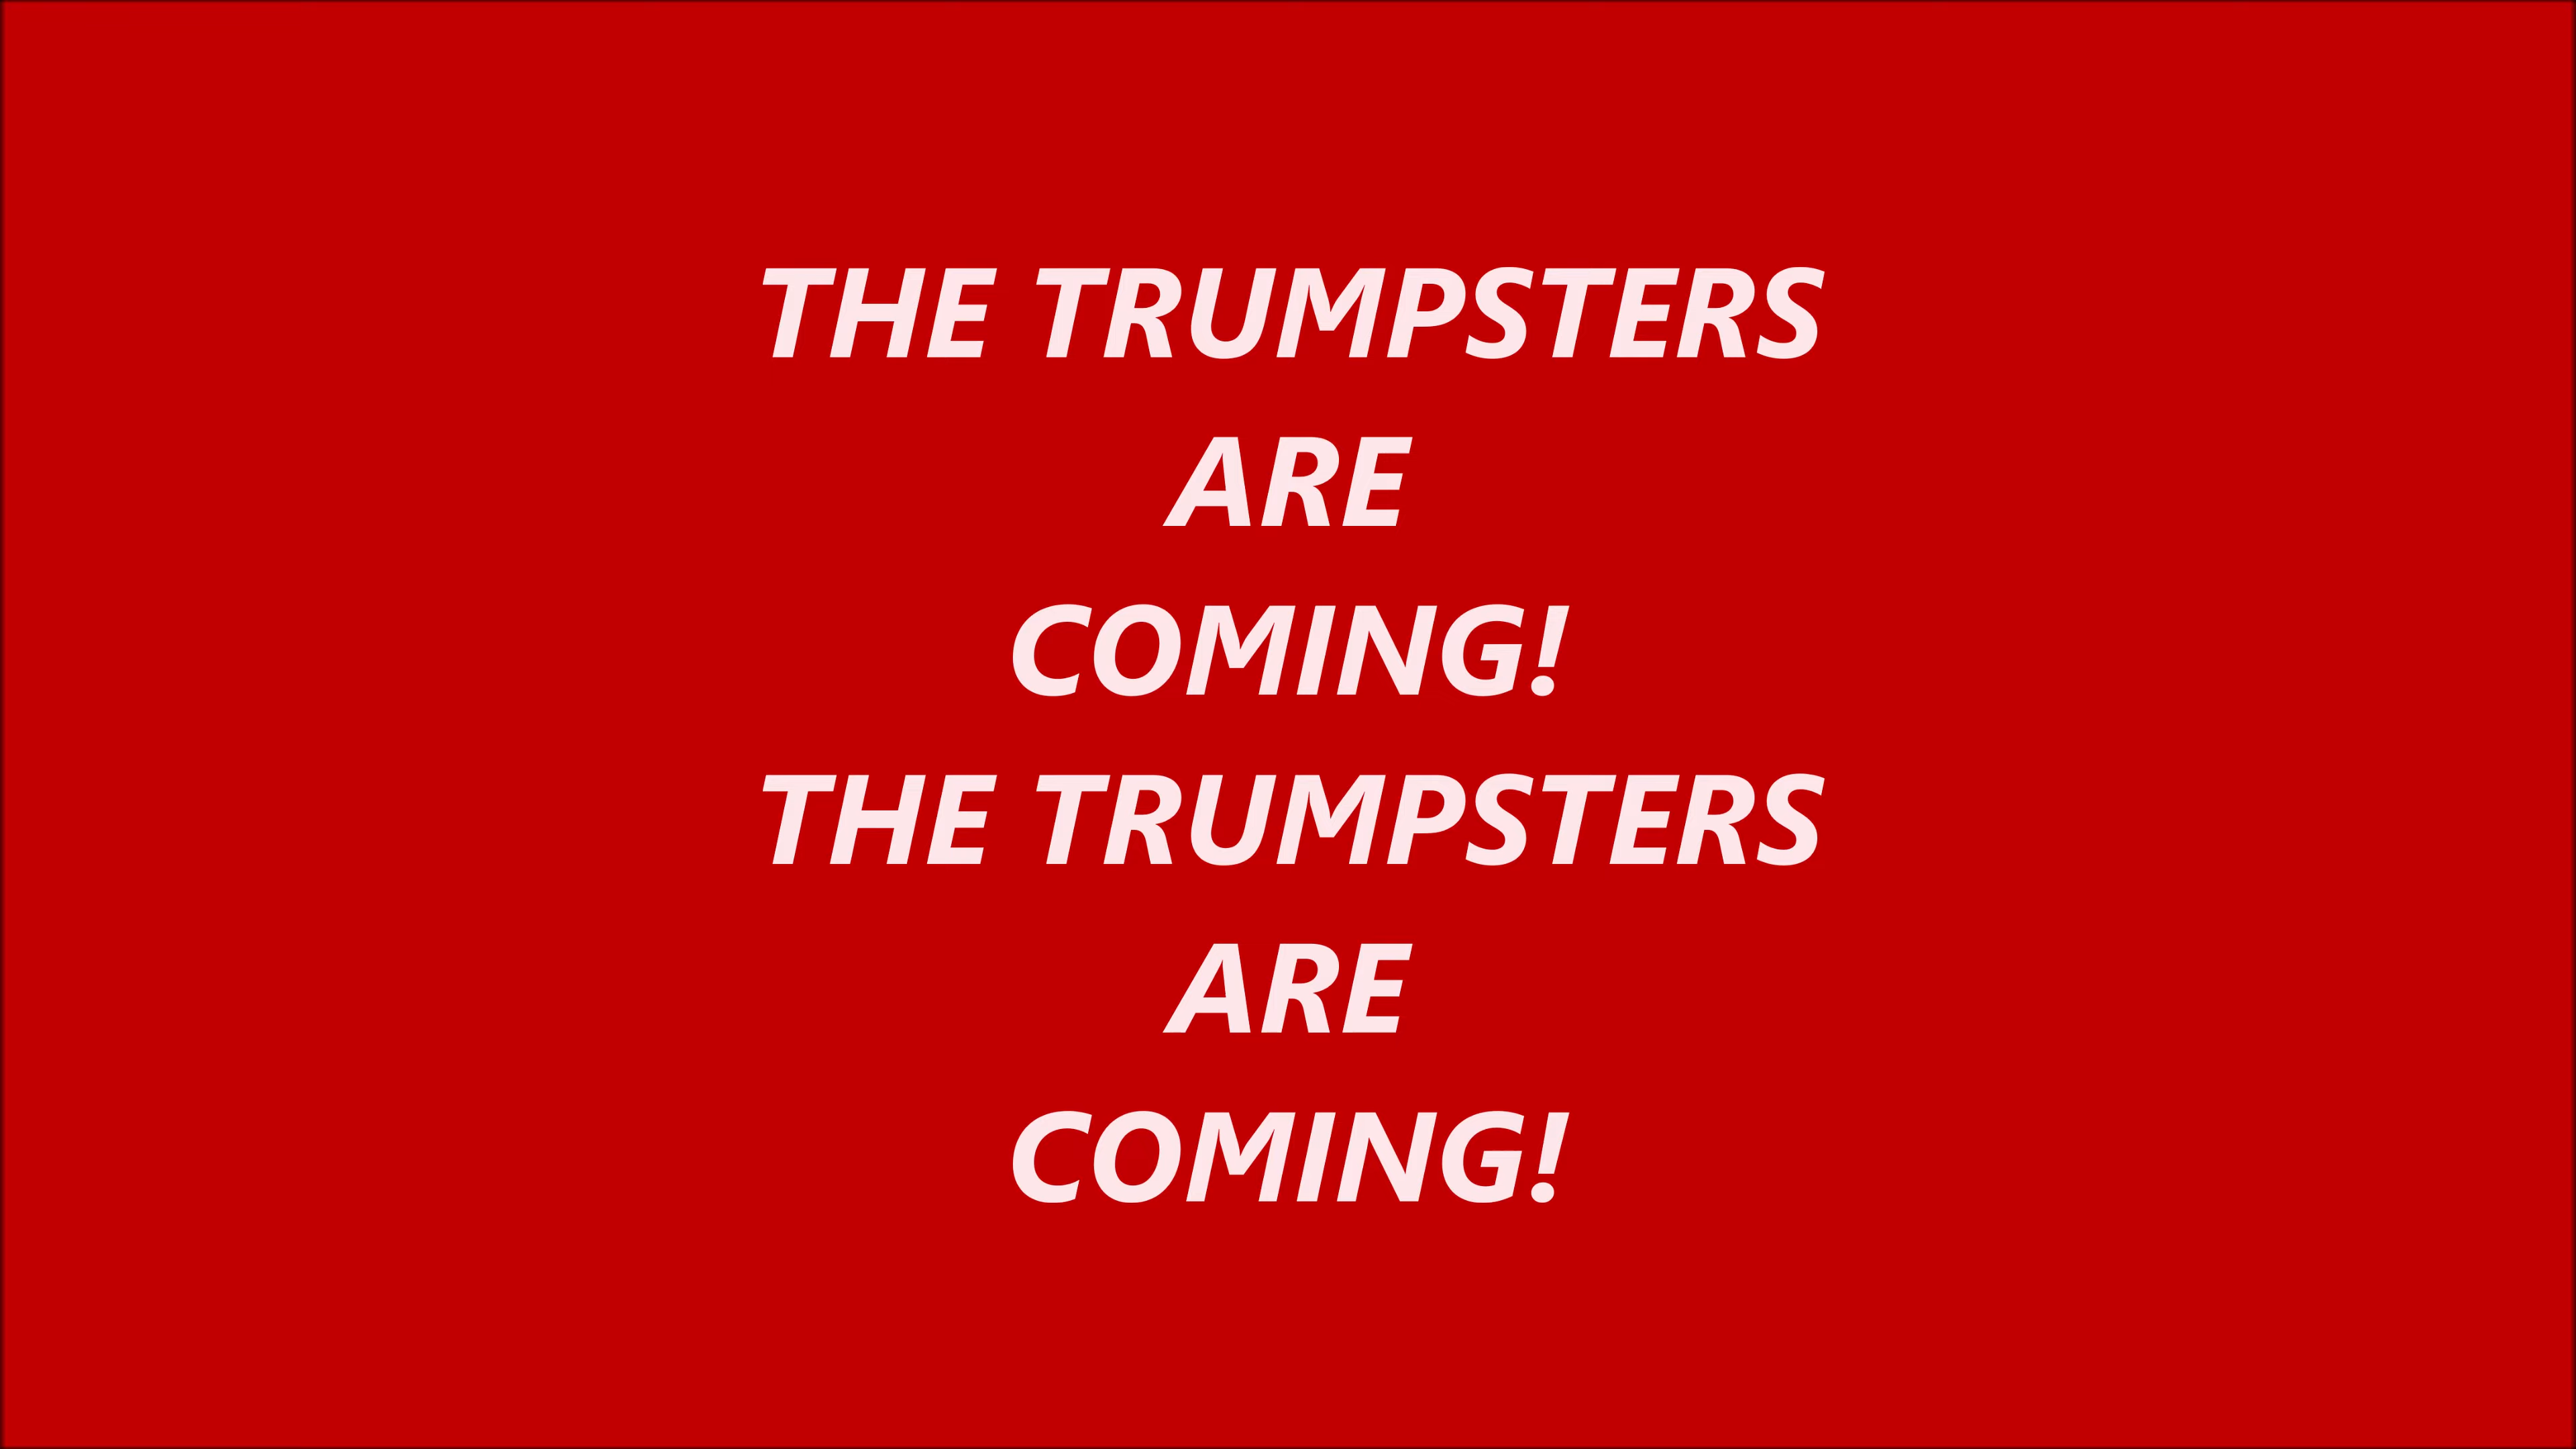 THE TRUMPSTERS
ARE
COMING!
THE TRUMPSTERS
ARE
COMING!